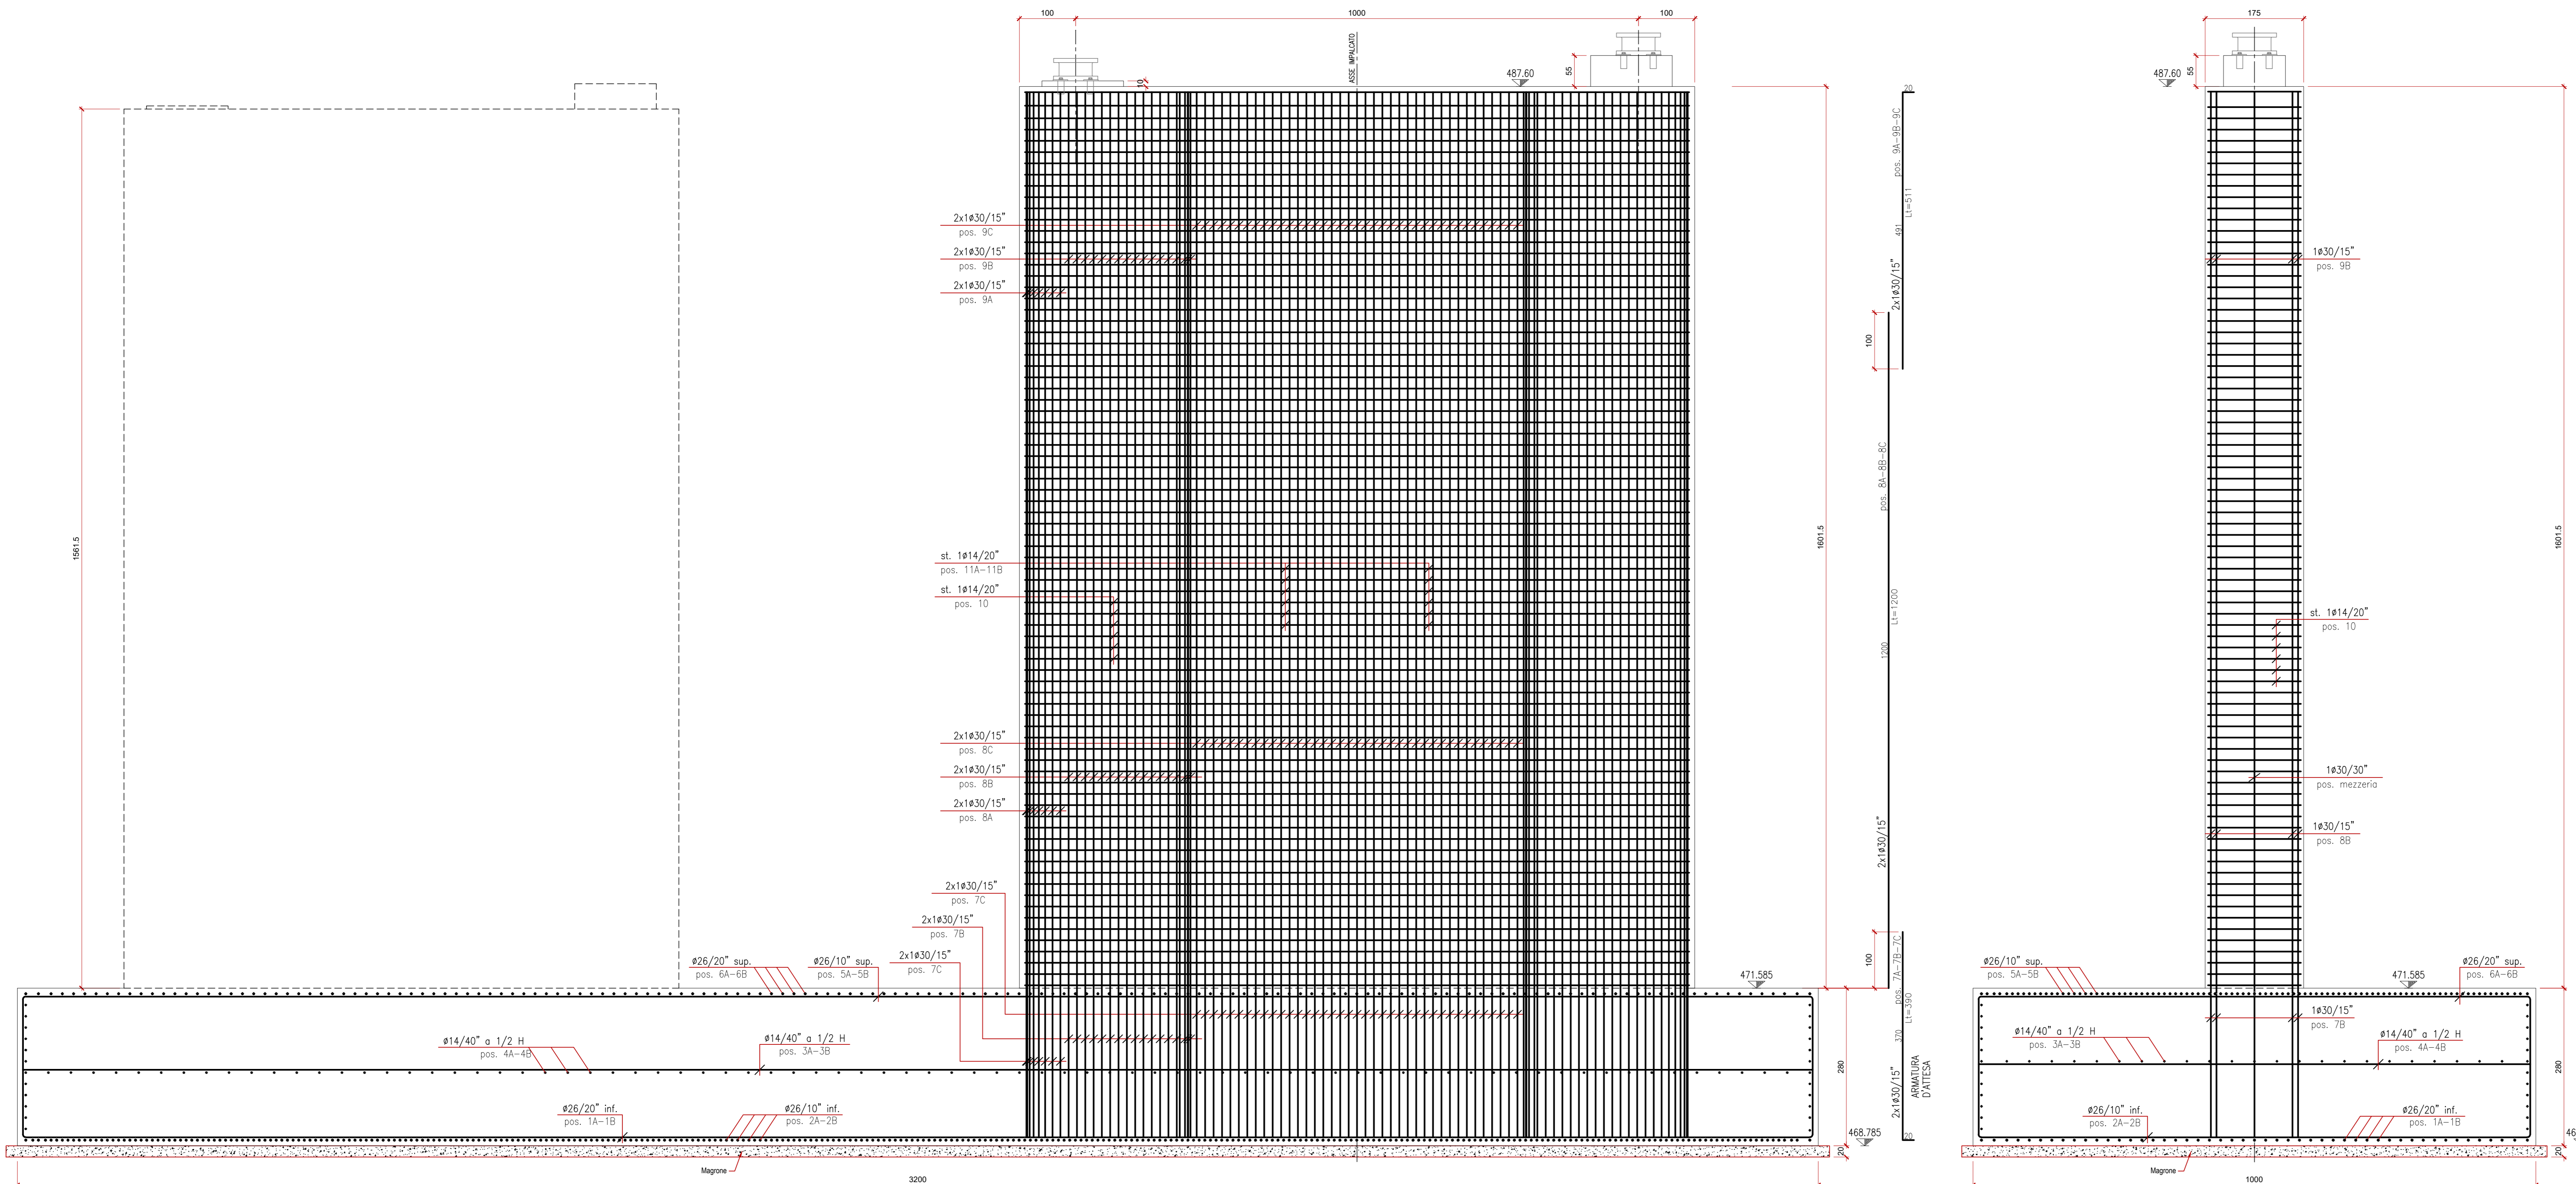 100
1000
100
175
ASSE IMPALCATO
10
55
487.60
487.60
55
20
pos. 9A-9B-9C
Lt=511
491
2x1ø30/15"
2x1ø30/15"
pos. 9C
2x1ø30/15"
pos. 9B
2x1ø30/15"
pos. 9A
1ø30/15"
pos. 9B
100
pos. 8A-8B-8C
Lt=1200
1200
2x1ø30/15"
1561.5
1601.5
1601.5
st. 1ø14/20"
pos. 11A-11B
st. 1ø14/20"
pos. 10
st. 1ø14/20"
pos. 10
2x1ø30/15"
pos. 8C
2x1ø30/15"
pos. 8B
2x1ø30/15"
pos. 8A
1ø30/30"
pos. mezzeria
1ø30/15"
pos. 8B
2x1ø30/15"
pos. 7C
2x1ø30/15"
pos. 7B
2x1ø30/15"
pos. 7C
100
pos. 7A-7B-7C
Lt=390
370
2x1ø30/15"
ARMATURA
D'ATTESA
20
ø26/20" sup.
pos. 6A-6B
ø26/10" sup.
pos. 5A-5B
471.585
ø26/10" sup.
pos. 5A-5B
471.585
ø26/20" sup.
pos. 6A-6B
1ø30/15"
pos. 7B
ø14/40" a 1/2 H
pos. 4A-4B
ø14/40" a 1/2 H
pos. 3A-3B
ø14/40" a 1/2 H
pos. 3A-3B
ø14/40" a 1/2 H
pos. 4A-4B
280
280
ø26/20" inf.
pos. 1A-1B
ø26/10" inf.
pos. 2A-2B
ø26/10" inf.
pos. 2A-2B
ø26/20" inf.
pos. 1A-1B
468.785
46
20
20
Magrone
Magrone
3200
1000